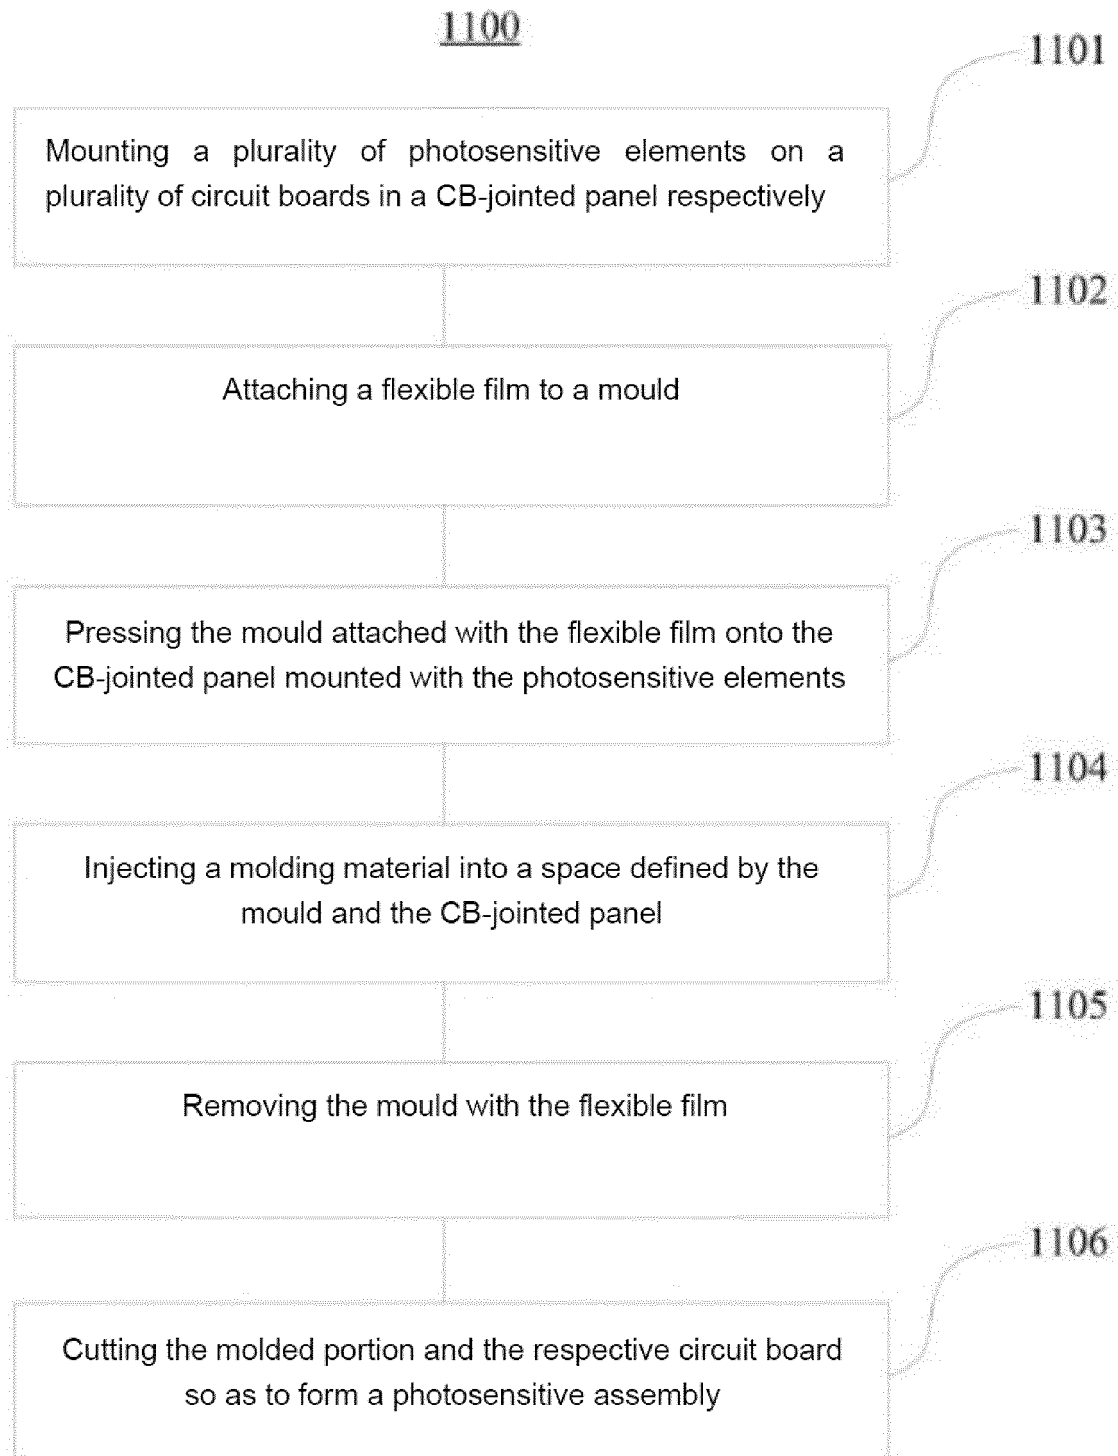 1100
1101
Mounting a plurality of photosensitive elements on a
plurality of circuit boards in a CB-jointed panel respectively
1102
Attaching a flexible film to a mould
1103
Pressing the mould attached with the flexible film onto the
CB-jointed panel mounted with the photosensitive elements
1104
Injecting a molding material into a space defined by the
mould and the CB-jointed panel
1105
Removing the mould with the flexible film
1106
Cutting the molded portion and the respective circuit board
so as to form a photosensitive assembly